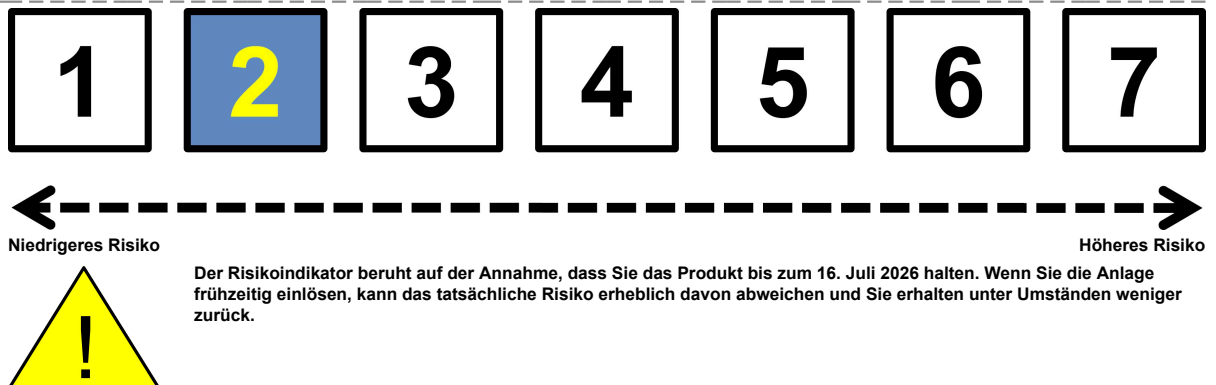 1 2 3 4 5 6 7
Niedrigeres Risiko Höheres Risiko
Der Risikoindikator beruht auf der Annahme, dass Sie das Produkt bis zum 16. Juli 2026 halten. Wenn Sie die Anlage
frühzeitig einlösen, kann das tatsächliche Risiko erheblich davon abweichen und Sie erhalten unter Umständen weniger
zurück.
!